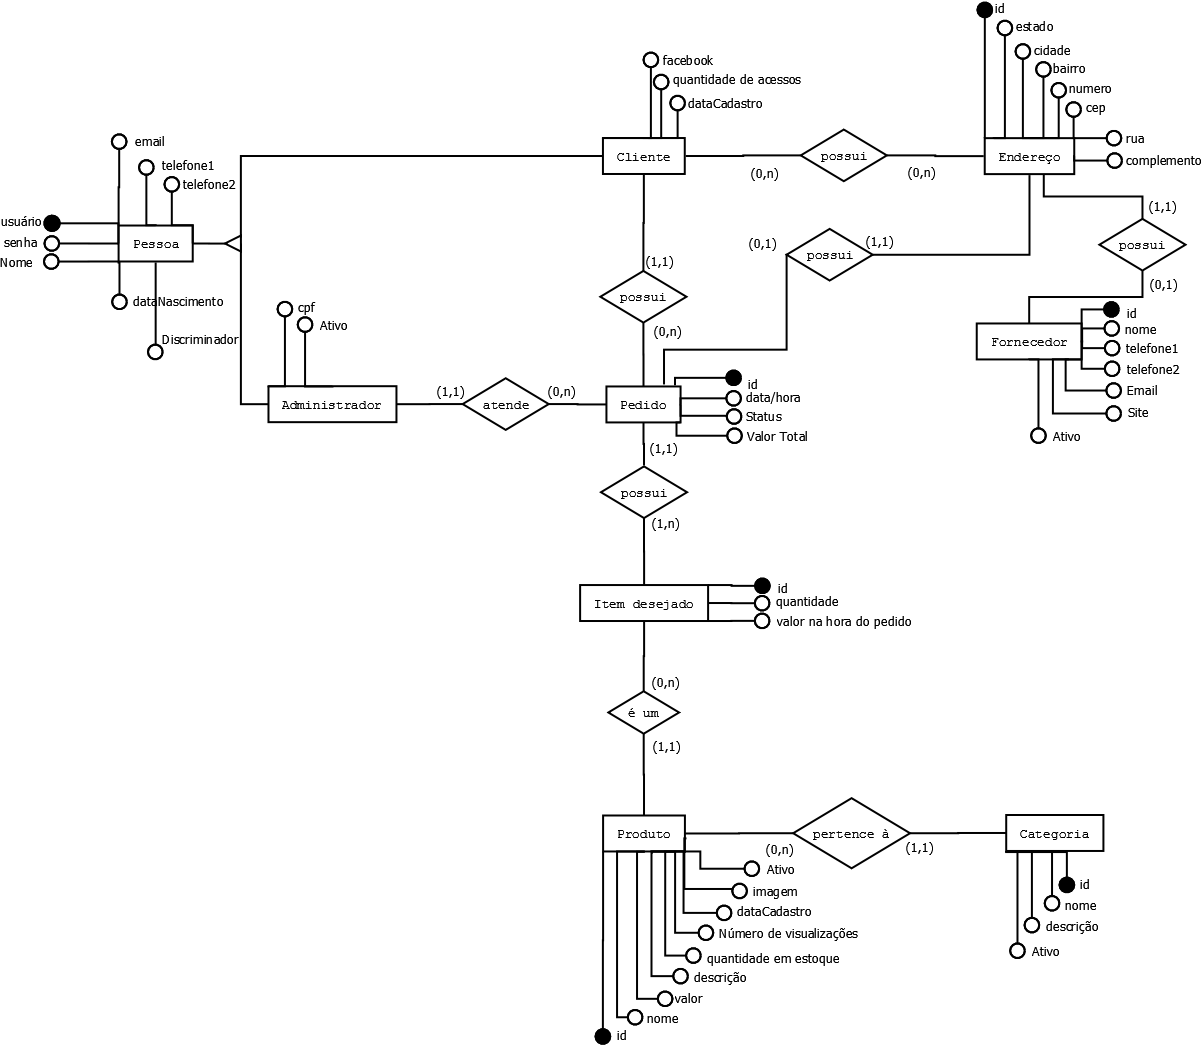 id
estado
cidade
bairro
numero
cep
rua
complemento
Endereço
facebook
quantidade de acessos
dataCadastro
Cliente
possui
(0,n)
(0,n)
email
telefone1
telefone2
usuário
senha
Nome
Pessoa
dataNascimento
Discriminador
(1,1)
possui
(0,1)
(0,1)
possui
(1,1)
(1,1)
possui
(0,n)
cpf
Ativo
Administrador
(1,1)
atende
(0,n)
Pedido
id
data/hora
Status
Valor Total
Fornecedor
id
nome
telefone1
telefone2
Email
Site
Ativo
(1,1)
possui
(1,n)
Item desejado
id
quantidade
valor na hora do pedido
(0,n)
é um
(1,1)
Produto
(0,n)
pertence à
(1,1)
Categoria
Ativo
imagem
dataCadastro
Número de visualizações
quantidade em estoque
descrição
valor
nome
id
id
nome
descrição
Ativo